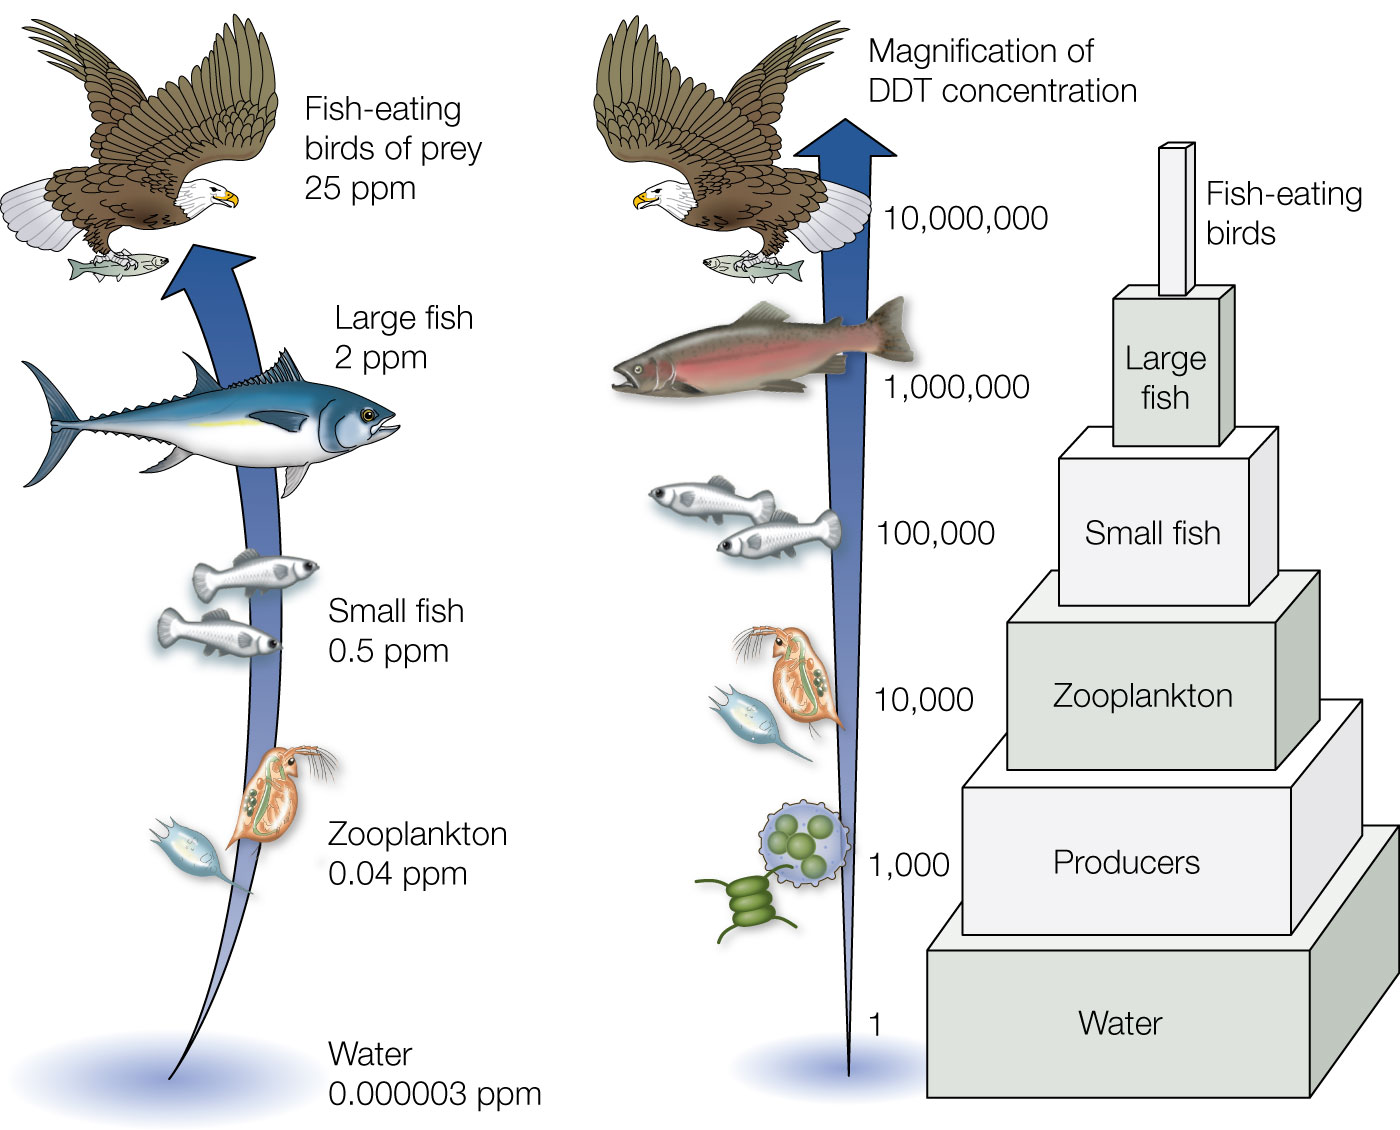 Fish-eating
birds of prey
25 ppm
Large fish
2 ppm
Small fish
0.5 ppm
Zooplankton
0.04 ppm
Water
0.000003 ppm
Magnification of
DDT concentration
10,000,000
1,000,000
100,000
10,000
1,000
1
Fish-eating
birds
Large
fish
Small fish
Zooplankton
Producers
Water